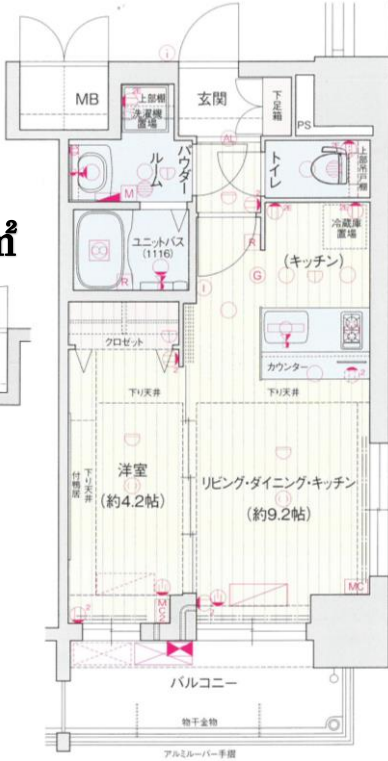 MB
上部棚
洗濯機
置場
玄関
下足箱
PS
パウダー
ルーム
トイレ
上部吊戸棚
㎡
ユニットバス
(1116)
冷蔵庫
置場
(キッチン)
クロゼット
カウンター
下り天井
下り天井
下り天井
付鴨居
洋室
(約4.2帖)
リビング・ダイニング・キッチン
(約9.2帖)
M
R
R
G
I
i
MC
MC2
バルコニー
物干金物
アルミルーバー手摺